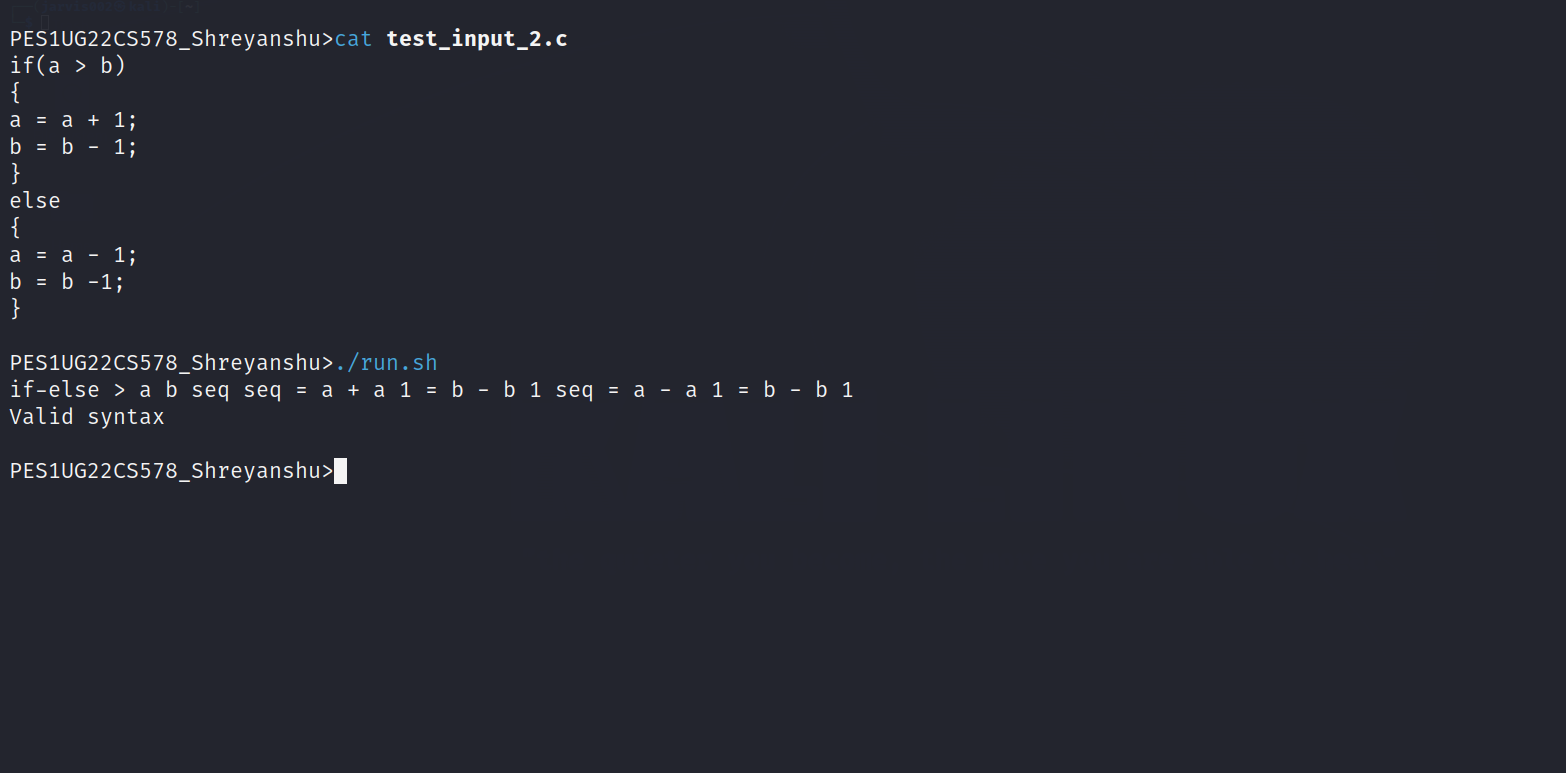 PES1UG22CS578_Shreyanshu>cat test_input_2.c
if(a > b)
{
a = a + 1;
b = b - 1;
}
else
{
a = a - 1;
b = b -1;
}
PES1UG22CS578_Shreyanshu>./run.sh
if-else > a b seq seq = a + a 1 = b - b 1 seq = a - a 1 = b - b 1
Valid syntax
PES1UG22CS578_Shreyanshu>